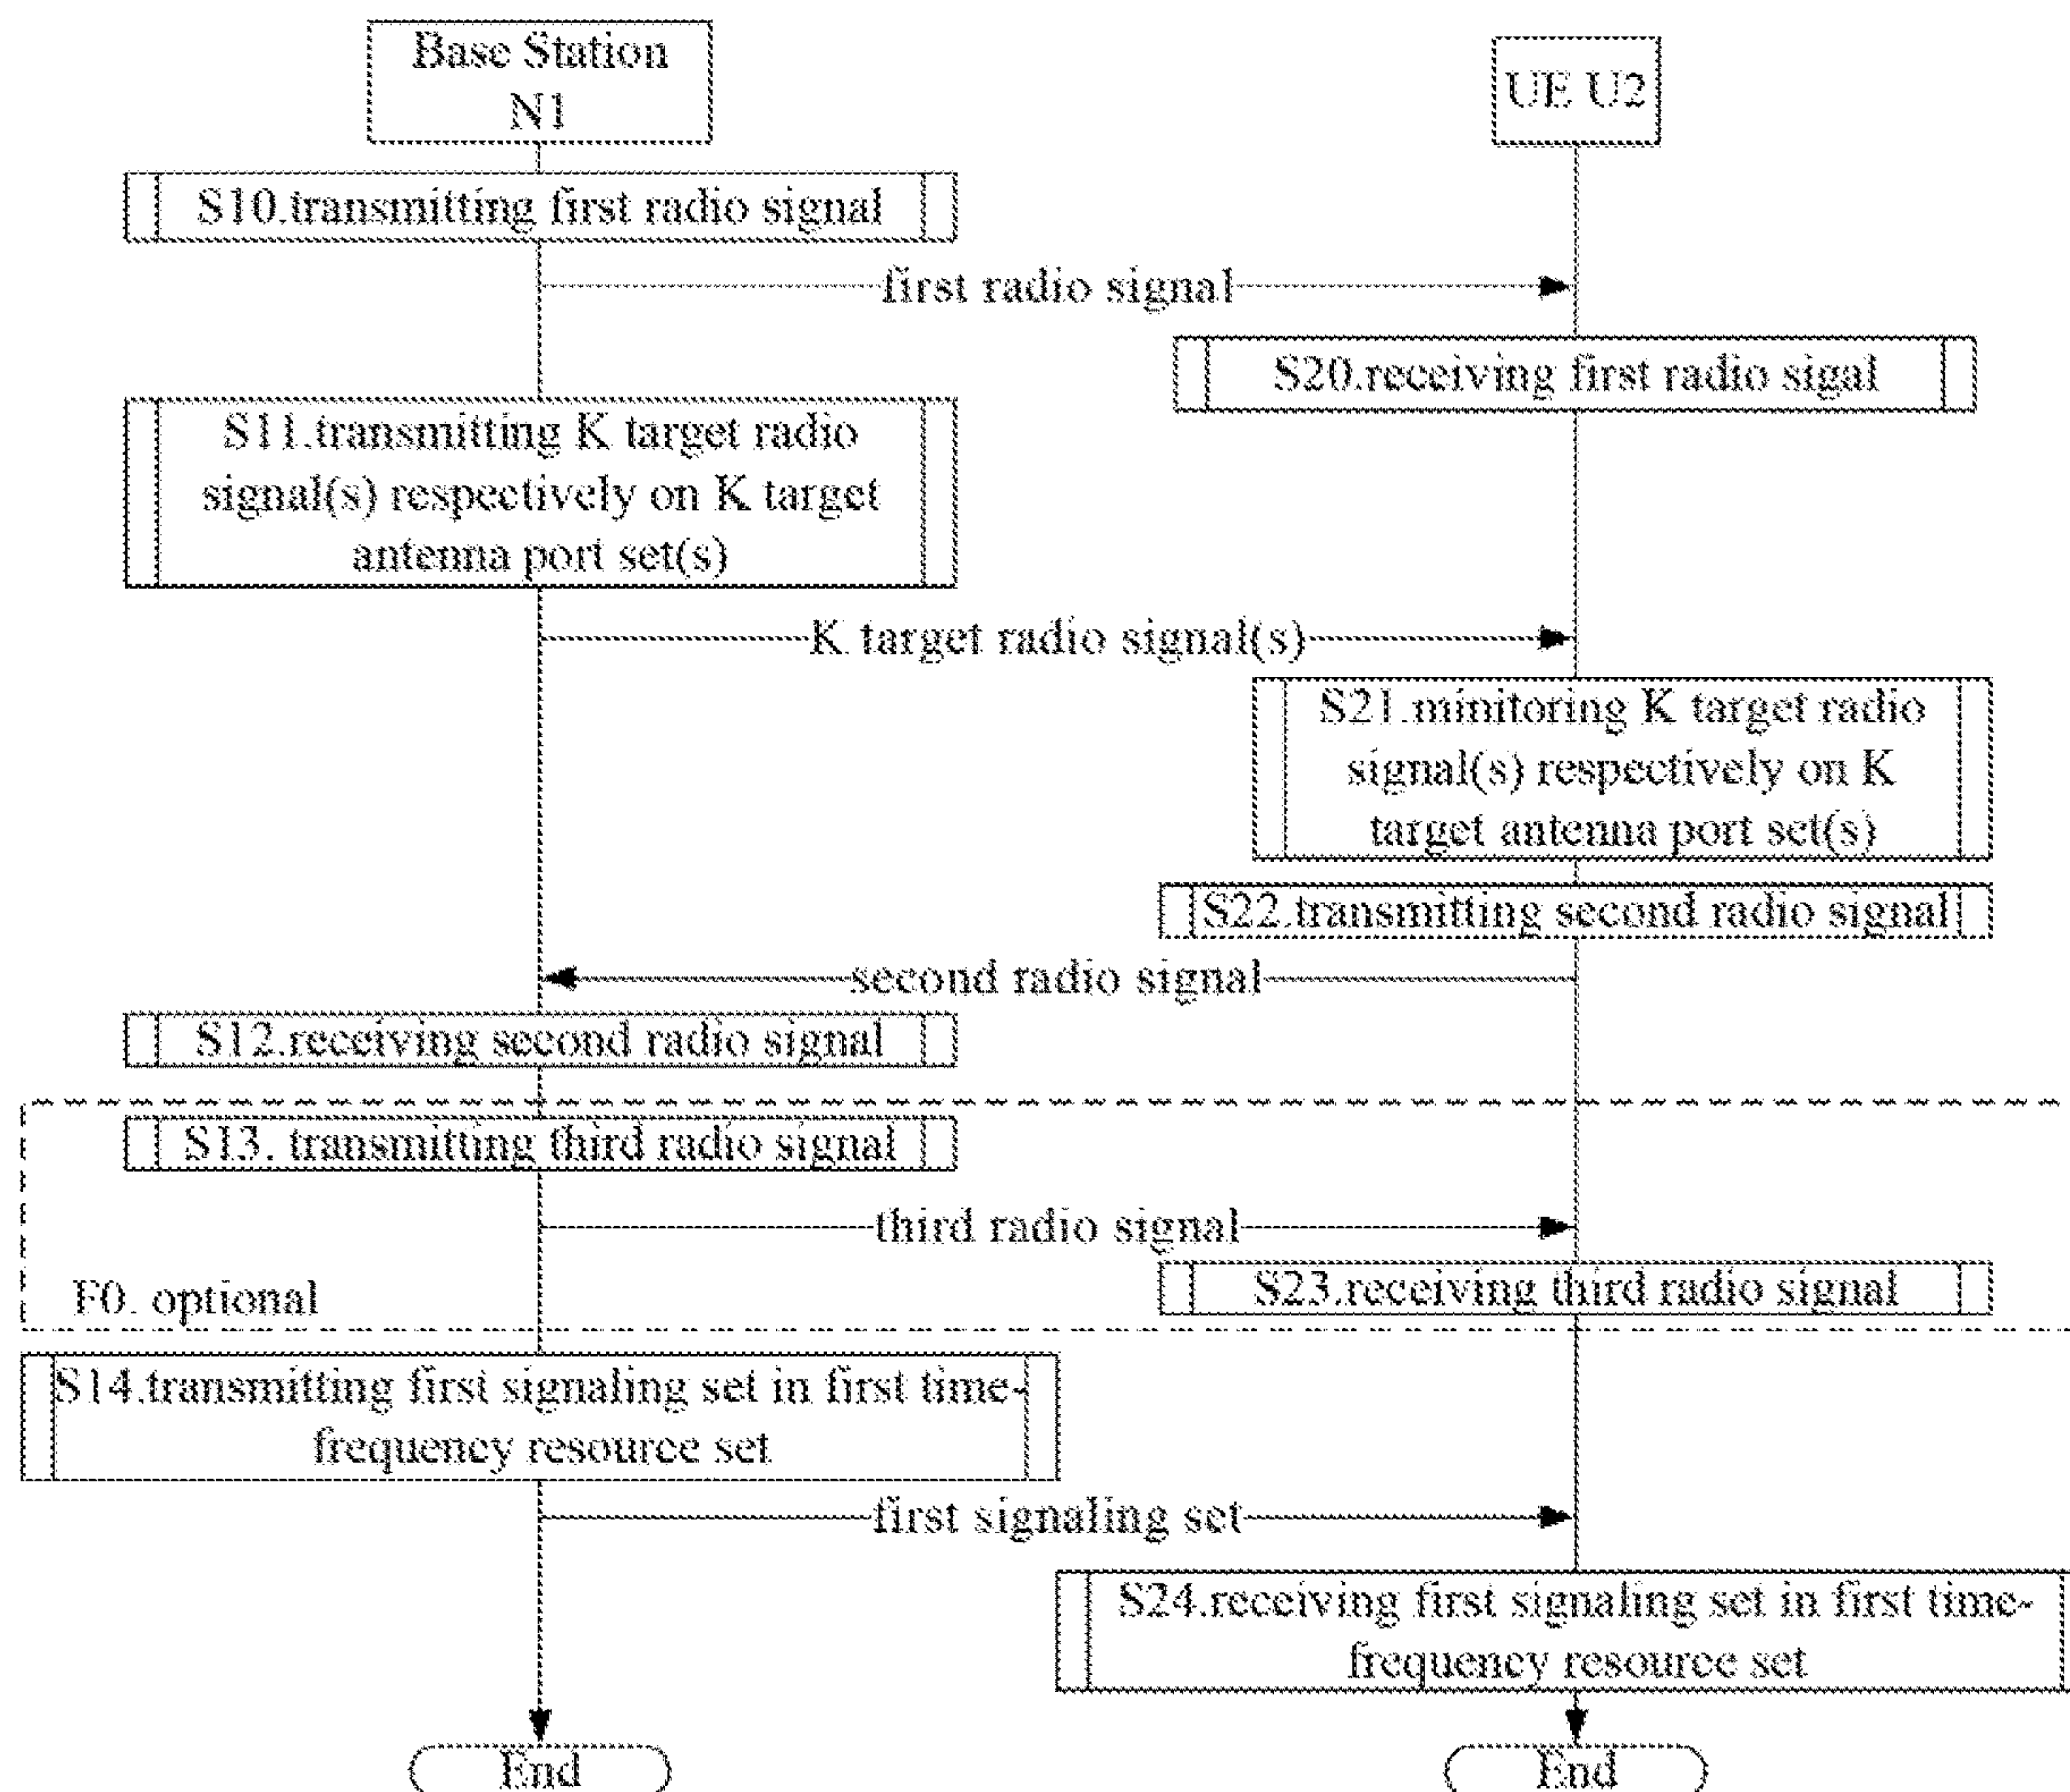 Base Station
N1
UE U2
S10.transmitting first radio signal
first radio signal
S20.receiving first radio sigal
S11.transmitting K target radio
signal(s) respectively on K target
antenna port set(s)
K target radio signal(s)
S21.minitoring K target radio
signal(s) respectively on K
target antenna port set(s)
S22.transmitting second radio signal
second radio signal
S12.receiving second radio signal
S13. transmitting third radio signal
third radio signal
S23.receiving third radio signal
F0. optional
S14.transmitting first signaling set in first time-
frequency resource set
first signaling set
S24.receiving first signaling set in first time-
frequency resource set
End
End